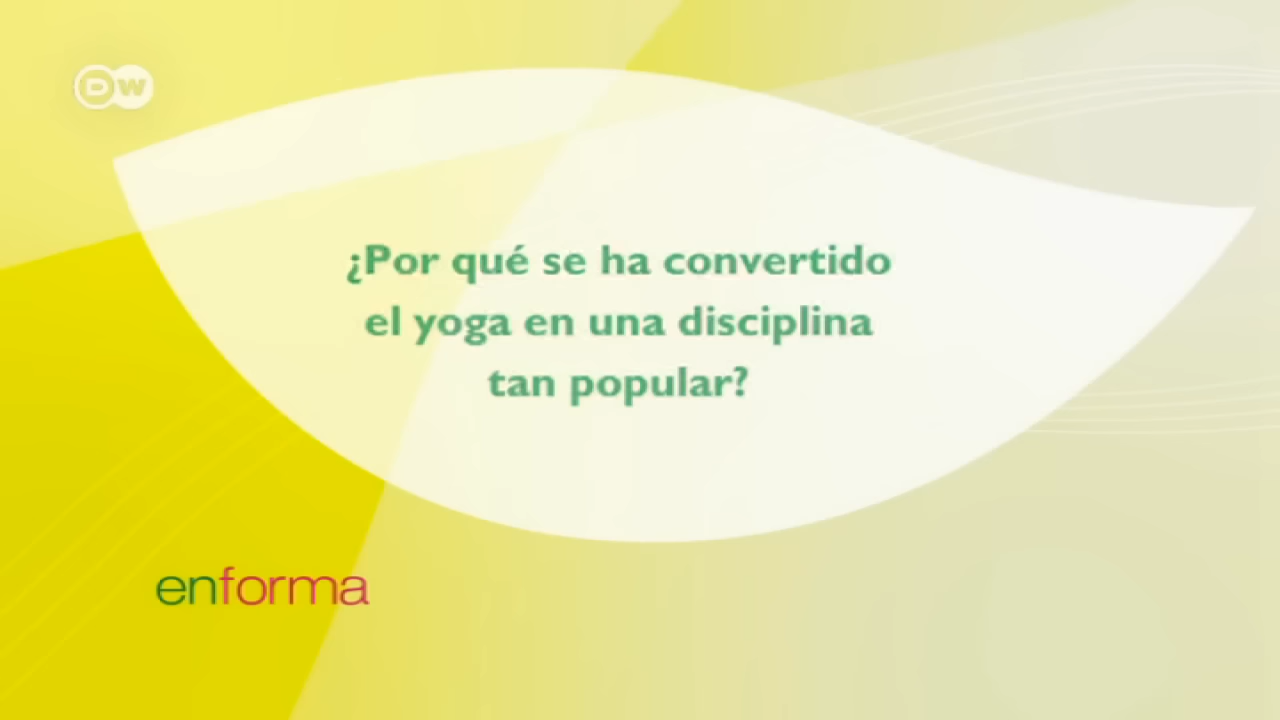 DW
¿Por qué se ha convertido
el yoga en una disciplina
tan popular?
enforma